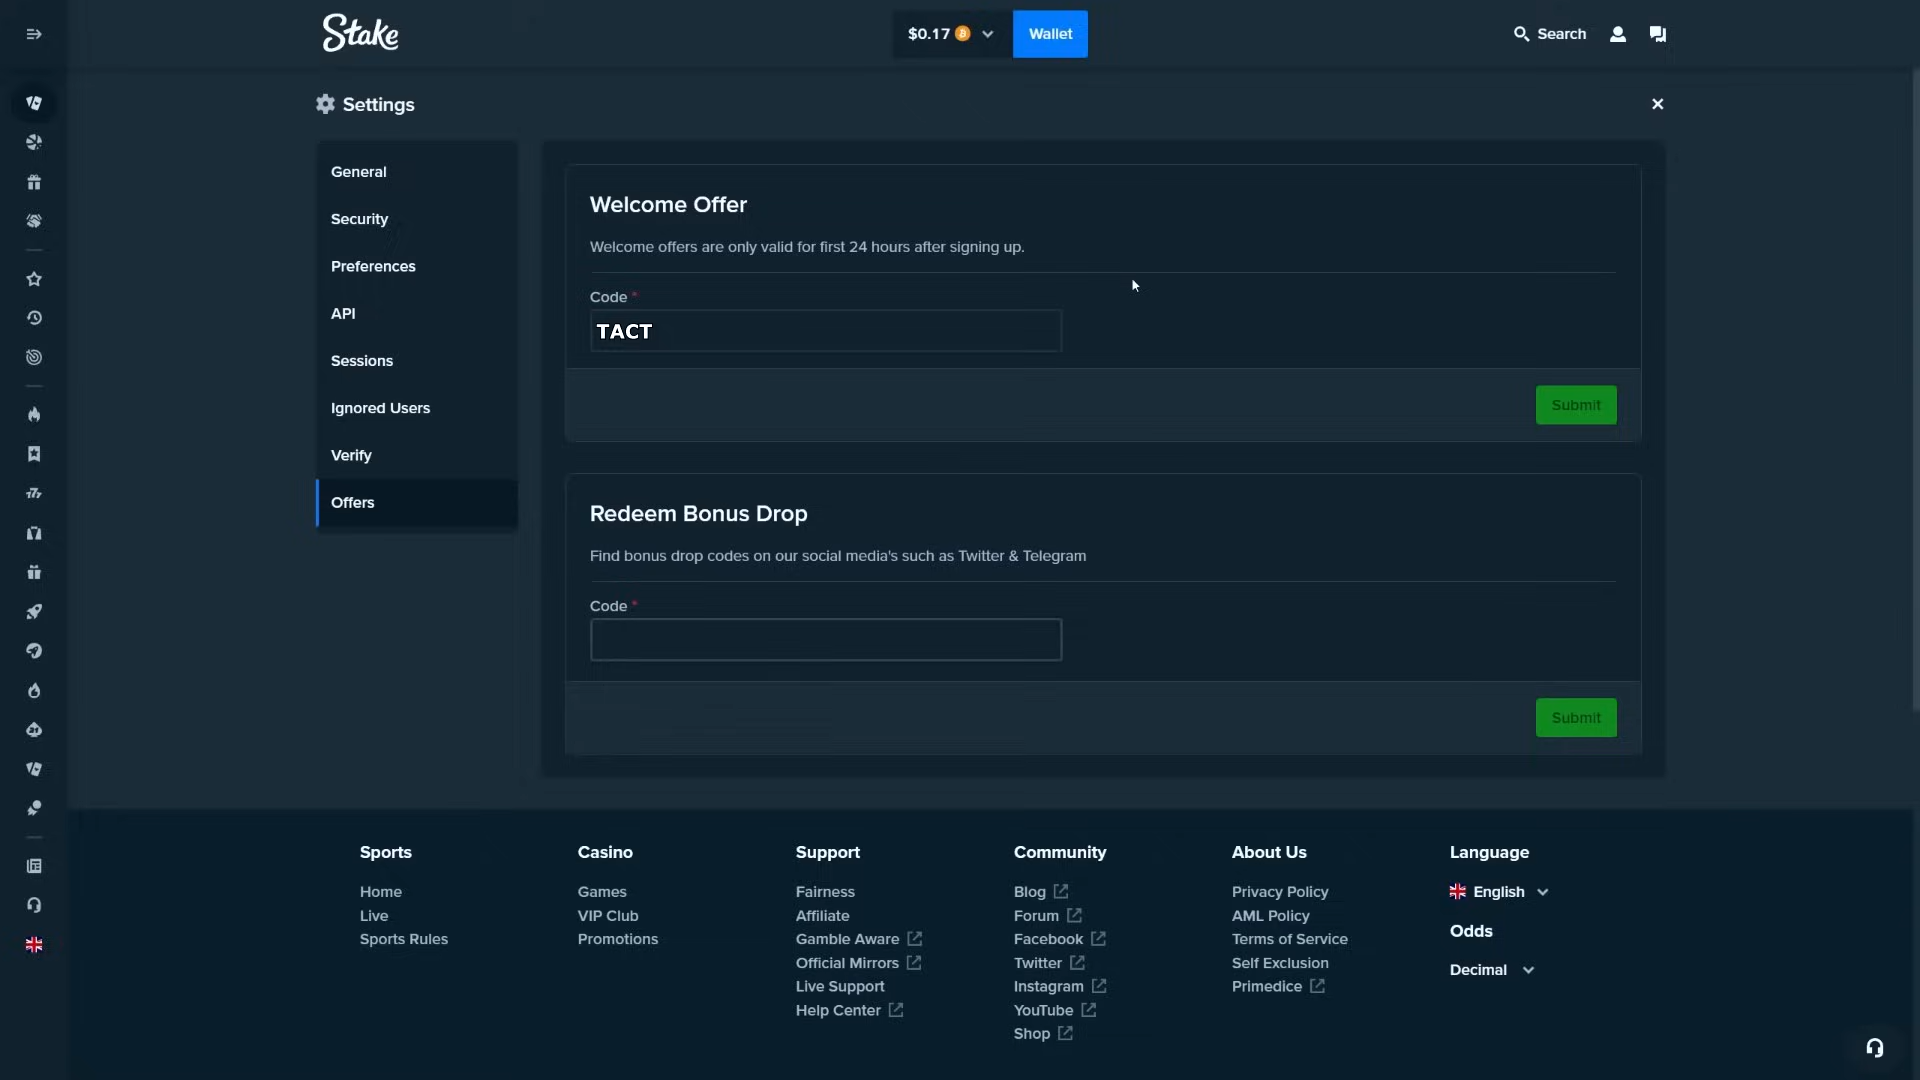 Stake
$0.17
Wallet
Search
Settings
General
Security
Preferences
API
Sessions
Ignored Users
Verify
Offers
Welcome Offer
Welcome offers are only valid for first 24 hours after signing up.
Code *
TACT
Submit
Redeem Bonus Drop
Find bonus drop codes on our social media's such as Twitter & Telegram
Code *
Submit
Sports
Home
Live
Sports Rules
Casino
Games
VIP Club
Promotions
Support
Fairness
Affiliate
Gamble Aware
Official Mirrors
Live Support
Help Center
Community
Blog
Forum
Facebook
Twitter
Instagram
YouTube
Shop
About Us
Privacy Policy
AML Policy
Terms of Service
Self Exclusion
Primedice
Language
English
Odds
Decimal